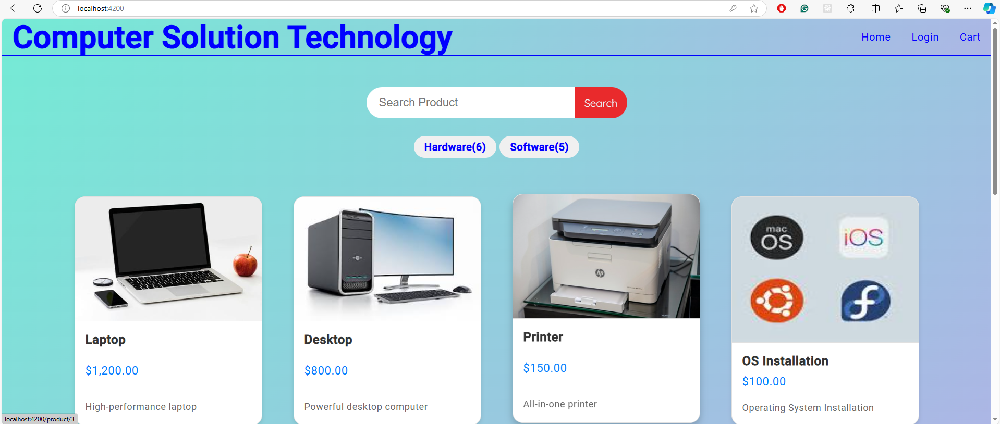 localhost:4200
Computer Solution Technology
Home Login Cart
Search Product Search
Hardware(6) Software(5)
mac
OS
iOS
hp
Laptop
$1,200.00
High-performance laptop
Desktop
$800.00
Powerful desktop computer
Printer
$150.00
All-in-one printer
OS Installation
$100.00
Operating System Installation
localhost:4200/product/3